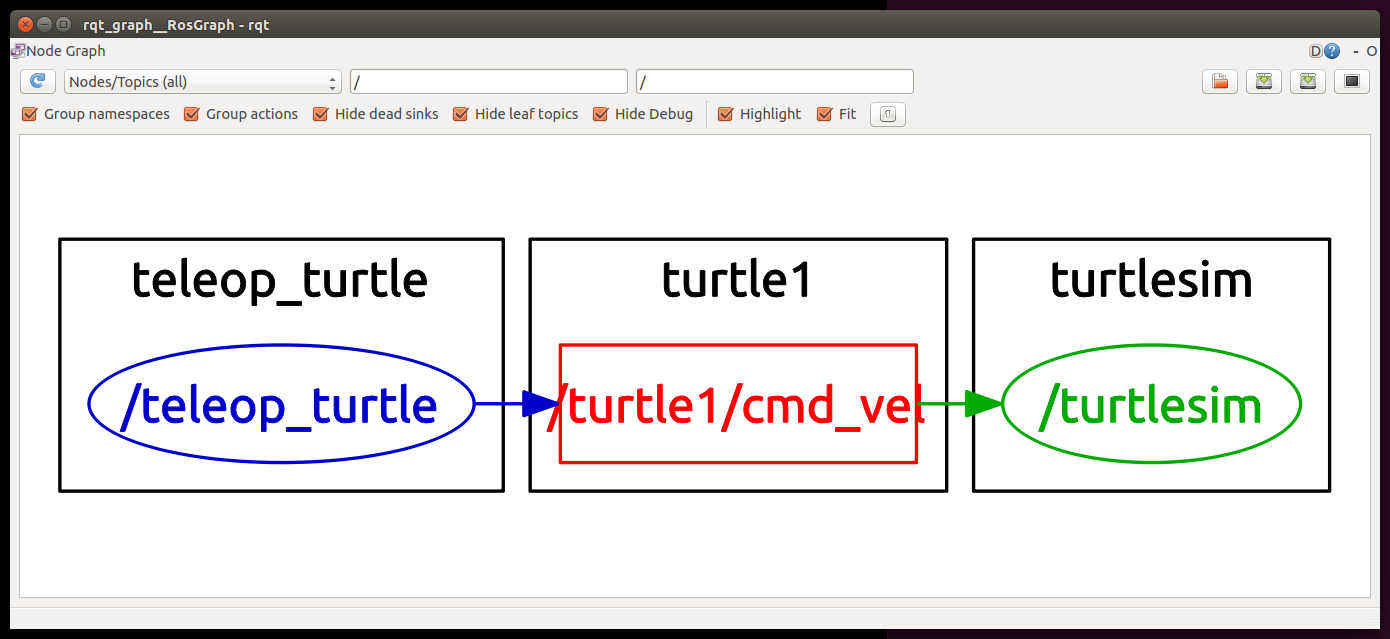 rqt_graph__RosGraph - rqt
Node Graph D ? - O
Nodes/Topics (all) / /
Group namespaces Group actions Hide dead sinks Hide leaf topics Hide Debug Highlight Fit
teleop_turtle turtle1 turtlesim
/teleop_turtle /turtle1/cmd_vel /turtlesim